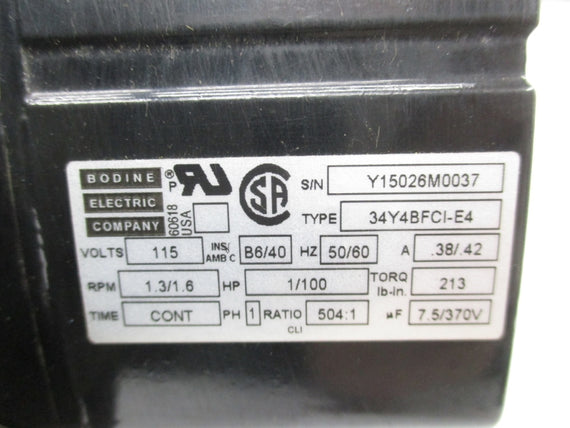 BODINE ELECTRIC COMPANY ®P 60618 USA RU SA S/N Y15026M0037
TYPE 34Y4BFCI-E4
VOLTS 115 INS/ AMB C B6/40 HZ 50/60 A .38/.42
RPM 1.3/1.6 HP 1/100 TORQ lb-in. 213
TIME CONT PH 1 RATIO 504:1 µF 7.5/370V
CLI